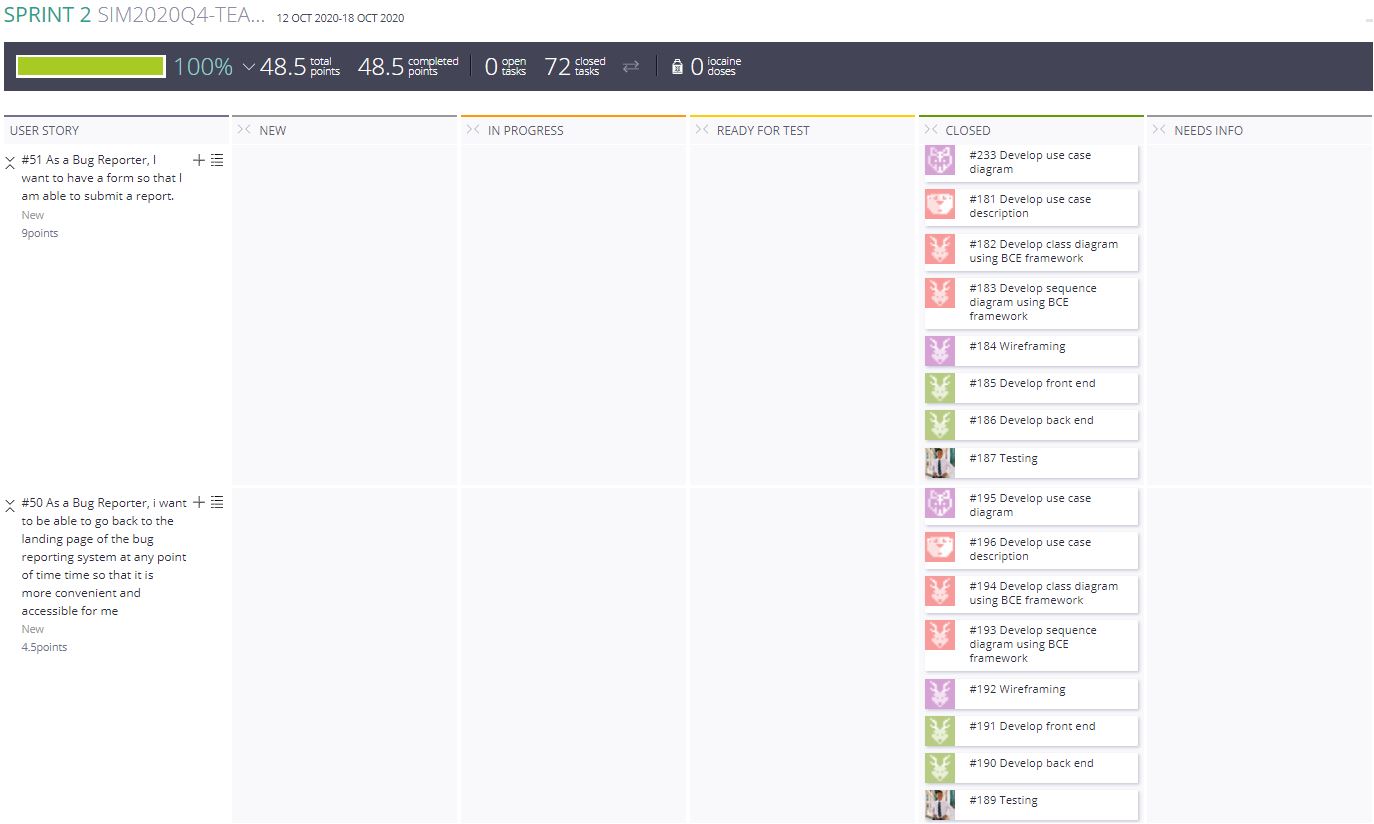 SPRINT 2 SIM2020Q4-TEA... 12 OCT 2020-18 OCT 2020
100% 48.5 total points 48.5 completed points 0 open tasks 72 closed tasks 0 iocaine doses
USER STORY NEW IN PROGRESS READY FOR TEST CLOSED NEEDS INFO
#51 As a Bug Reporter, I
want to have a form so that I
am able to submit a report.
New
9points
#233 Develop use case
diagram
#181 Develop use case
description
#182 Develop class diagram
using BCE framework
#183 Develop sequence
diagram using BCE
framework
#184 Wireframing
#185 Develop front end
#186 Develop back end
#187 Testing
#50 As a Bug Reporter, i want
to be able to go back to the
landing page of the bug
reporting system at any point
of time time so that it is
more convenient and
accessible for me
New
4.5points
#195 Develop use case
diagram
#196 Develop use case
description
#194 Develop class diagram
using BCE framework
#193 Develop sequence
diagram using BCE
framework
#192 Wireframing
#191 Develop front end
#190 Develop back end
#189 Testing